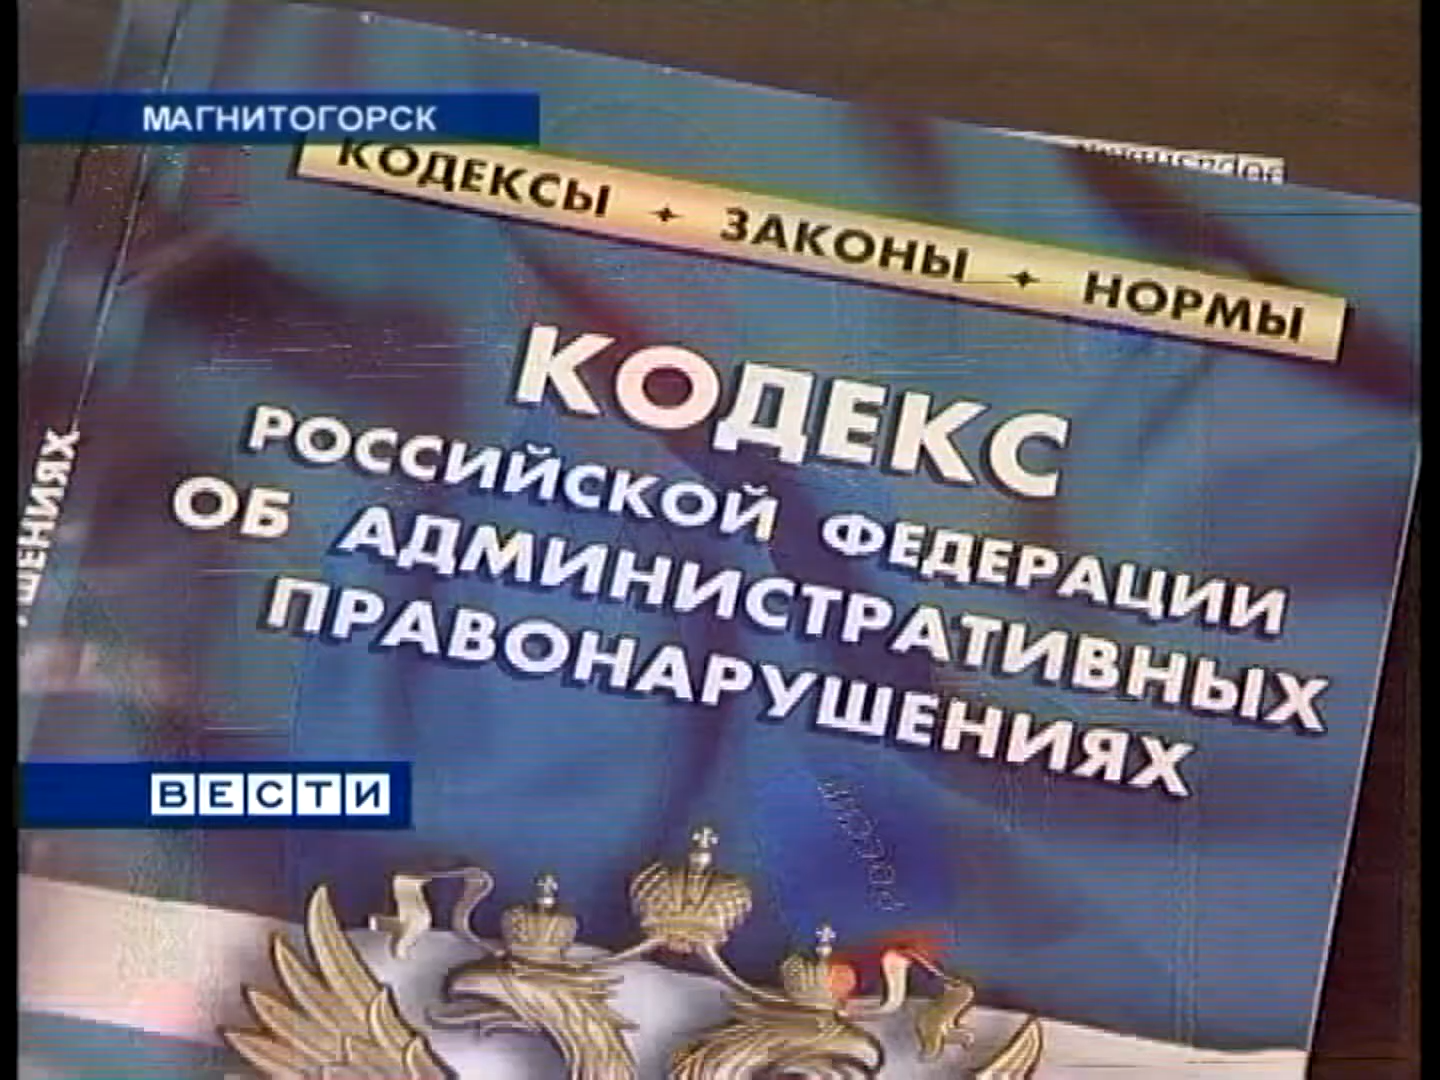 МАГНИТОГОРСК
КОДЕКСЫ + ЗАКОНЫ + НОРМЫ
КОДЕКС
РОССИЙСКОЙ ФЕДЕРАЦИИ
ОБ АДМИНИСТРАТИВНЫХ
ПРАВОНАРУШЕНИЯХ
ВЕСТИ